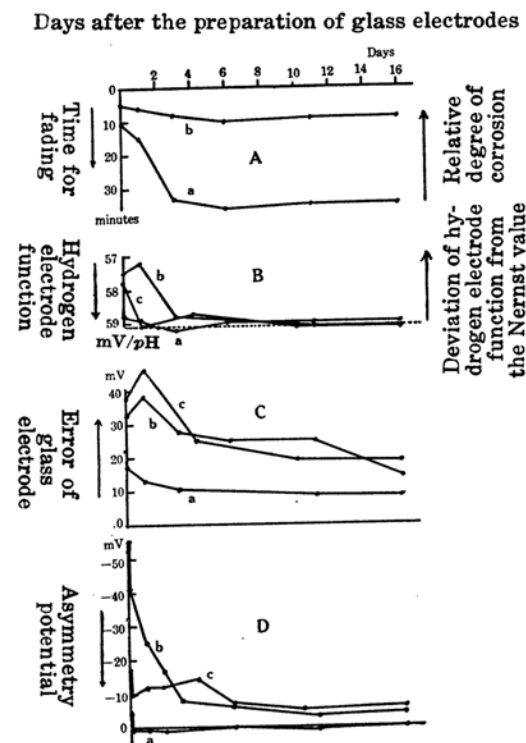 Days after the preparation of glass electrodes
Days
2 4 6 8 10 12 14 16
0
10
20
30
minutes
Time for
fading
b
A
a
Relative
degree of
corrosion
57
58
59
mV/pH
Hydrogen
electrode
function
b
c
B
a
Deviation of hy-
drogen electrode
function from
the Nernst value
mV
40
30
20
10
.0
Error of
glass
electrode
c
b
C
a
mV
-50
-40
-30
-20
-10
0
Asymmetry
potential
b
c
D
a